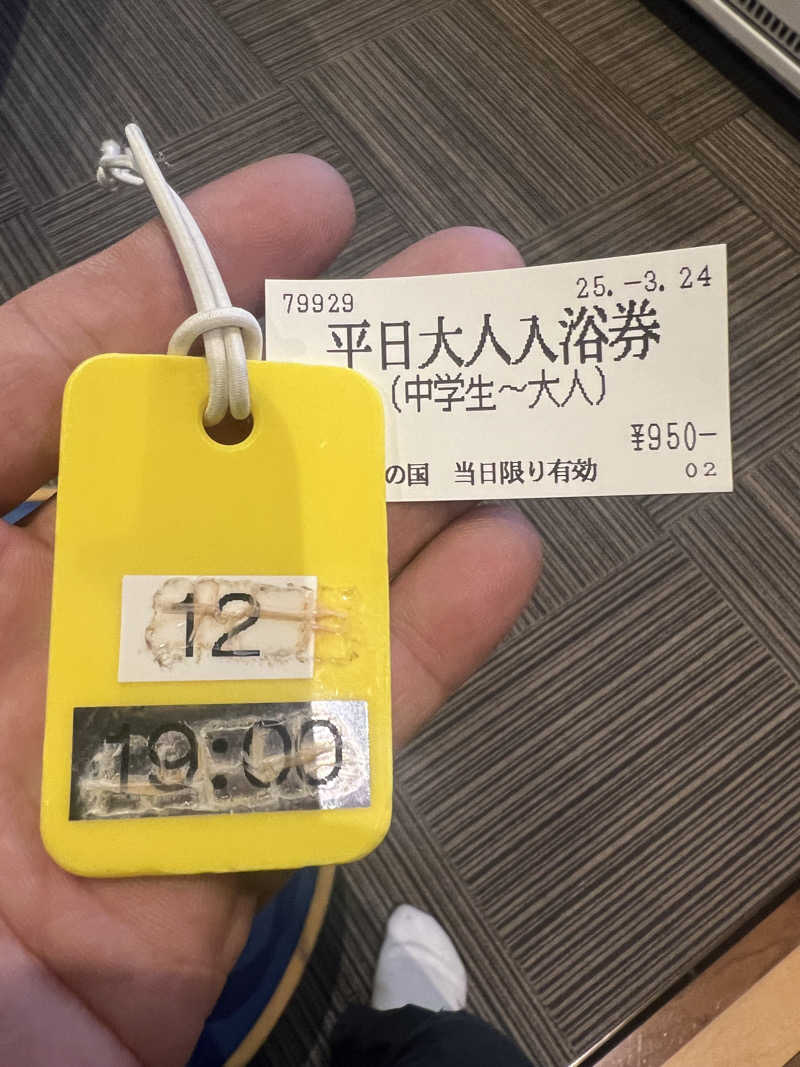 79929
25.-3.24
平日大人入浴券
(中学生～大人)
¥950-
の国 当日限り有効
02
12
19:00